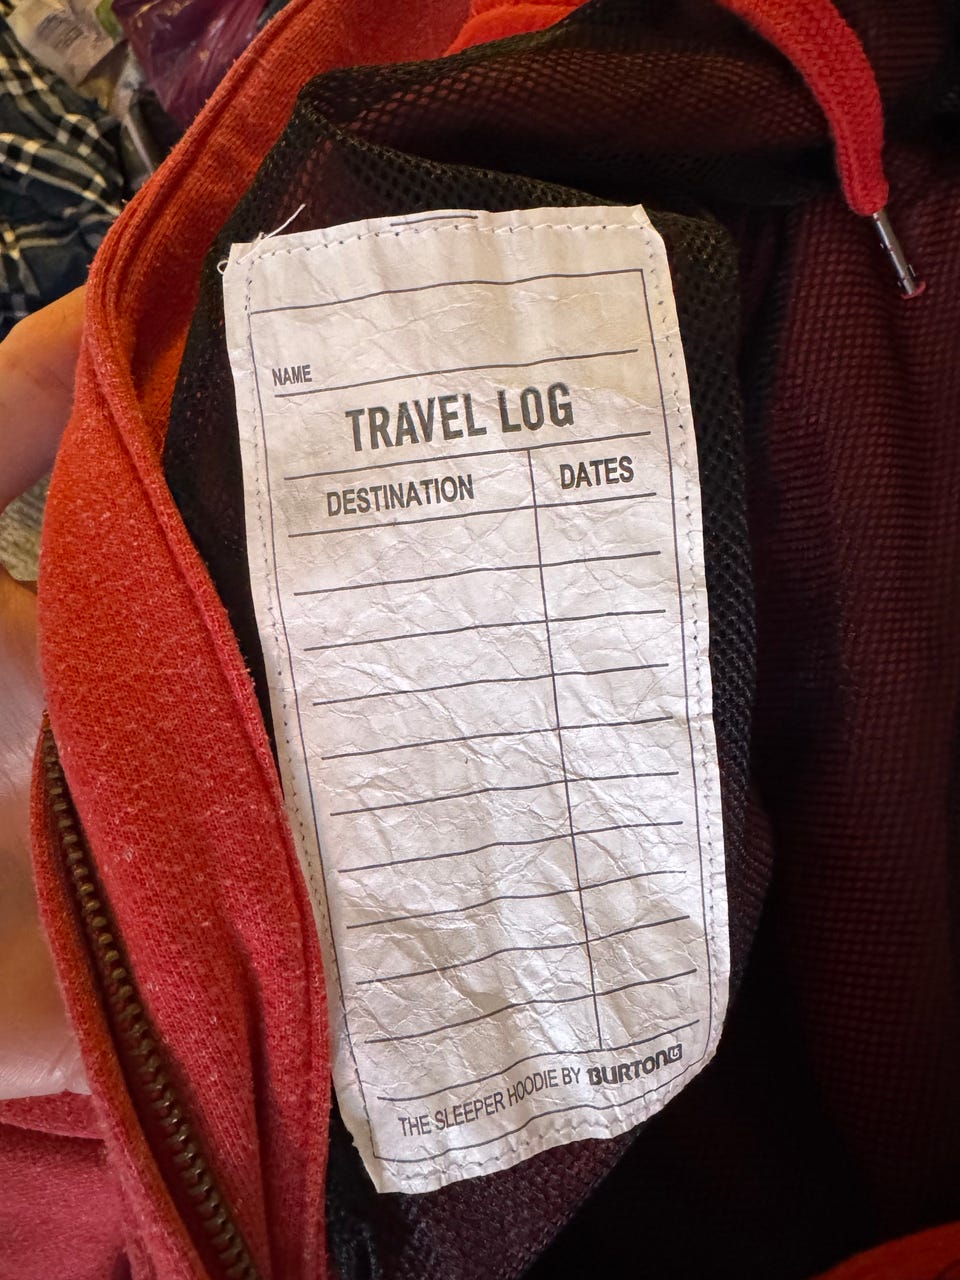 NAME
TRAVEL LOG
DESTINATION DATES
THE SLEEPER HOODIE BY BURTON